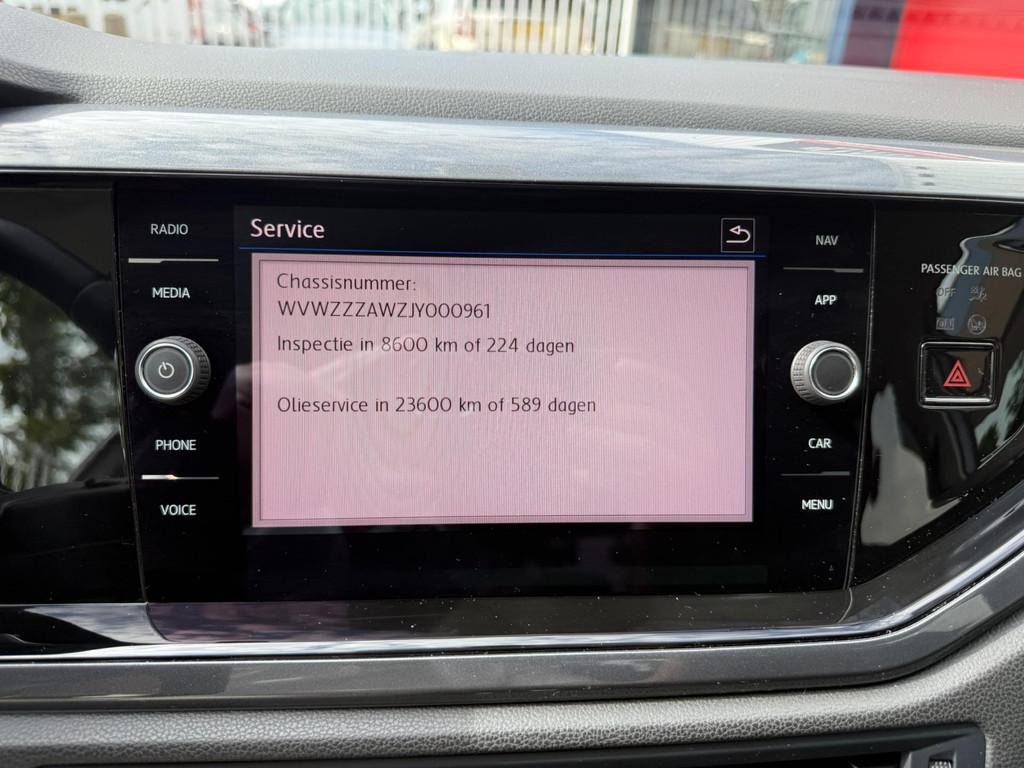 RADIO
MEDIA
PHONE
VOICE
Service
Chassisnummer:
WVWZZZAWZJY000961
Inspectie in 8600 km of 224 dagen
Olieservice in 23600 km of 589 dagen
NAV
APP
CAR
MENU
PASSENGER AIR BAG
OFF
ON